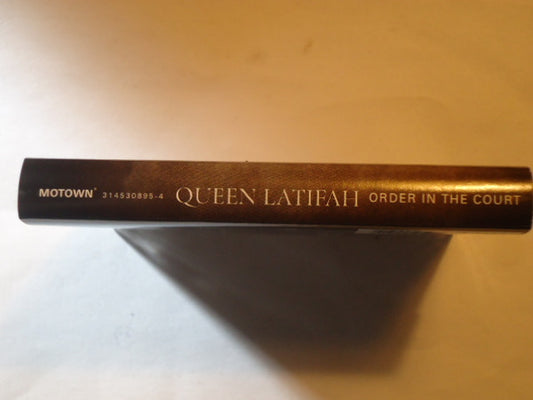 MOTOWN® 314530895-4 QUEEN LATIFAH ORDER IN THE COURT